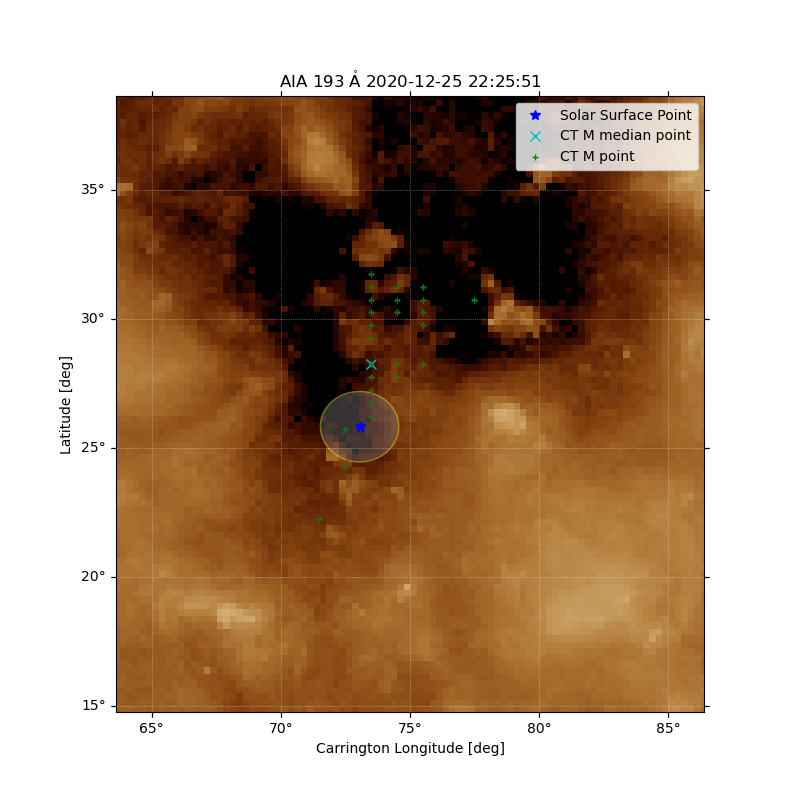 AIA 193 Å 2020-12-25 22:25:51
Solar Surface Point
CT M median point
CT M point
35°
30°
25°
20°
15°
Latitude [deg]
65°
70°
75°
80°
85°
Carrington Longitude [deg]